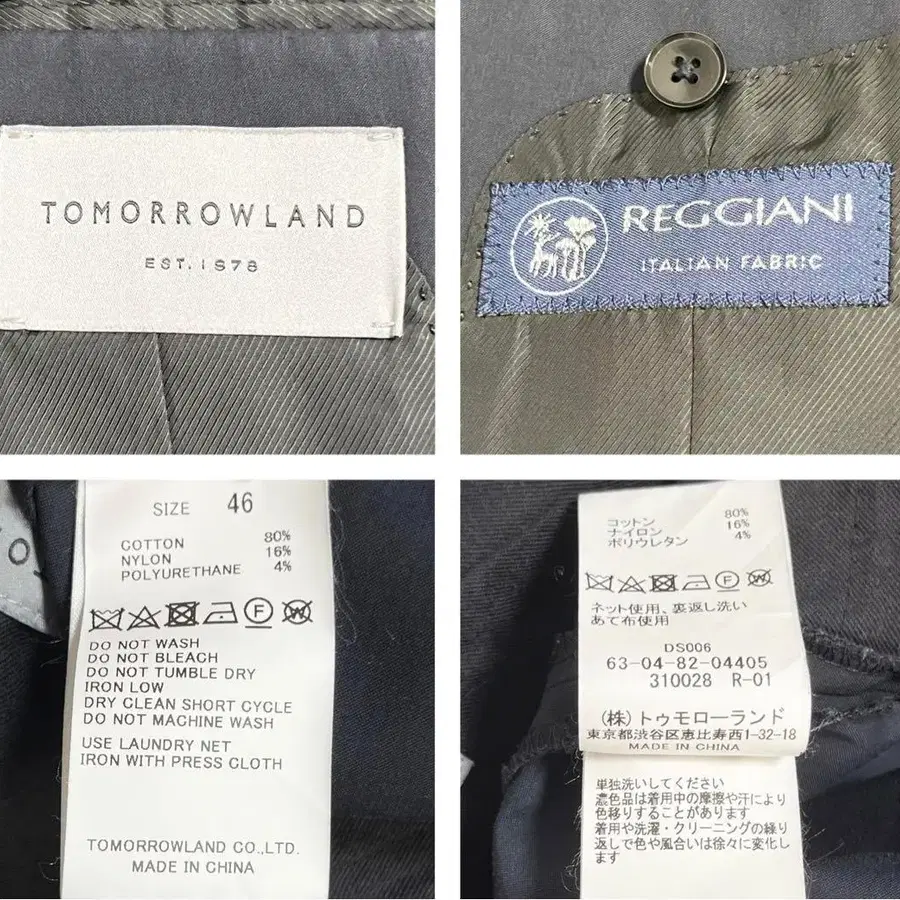 TOMORROWLAND
EST. 1978
REGGIANI
ITALIAN FABRIC
SIZE 46
COTTON 80%
NYLON 16%
POLYURETHANE 4%
F W
DO NOT WASH
DO NOT BLEACH
DO NOT TUMBLE DRY
IRON LOW
DRY CLEAN SHORT CYCLE
DO NOT MACHINE WASH
USE LAUNDRY NET
IRON WITH PRESS CLOTH
TOMORROWLAND CO.,LTD.
MADE IN CHINA
コットン 80%
ナイロン 16%
ポリウレタン 4%
F W
ネット使用、裏返し洗い
あて布使用
DS006
63-04-82-04405
310028 R-01
(株)トゥモローランド
東京都渋谷区恵比寿西1-32-18
MADE IN CHINA
単独洗いしてください
濃色品は着用中の摩擦や汗により
色移りすることがあります
着用や洗濯・クリーニングの繰り
返しで色や風合いは徐々に変化し
ます